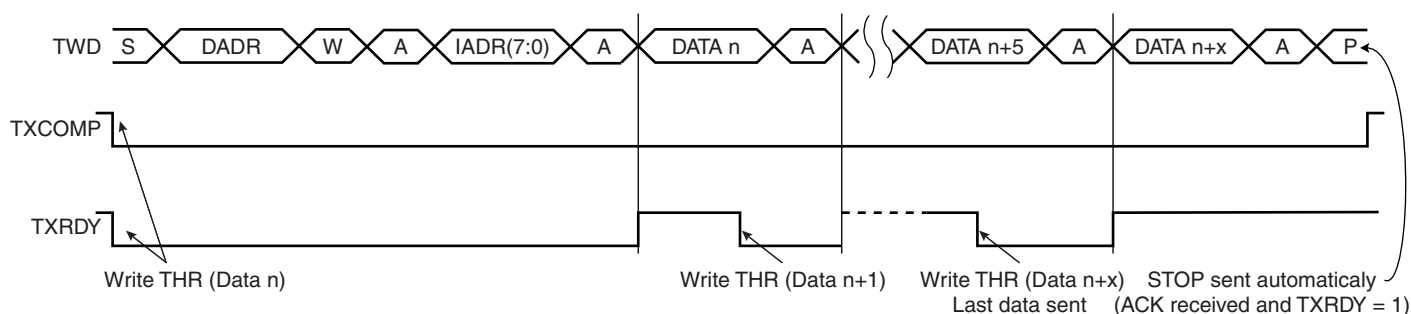 TWD S DADR W A IADR(7:0) A DATA n A DATA n+5 A DATA n+x A P
TXCOMP
TXRDY
Write THR (Data n) Write THR (Data n+1) Write THR (Data n+x) STOP sent automaticaly
Last data sent (ACK received and TXRDY = 1)